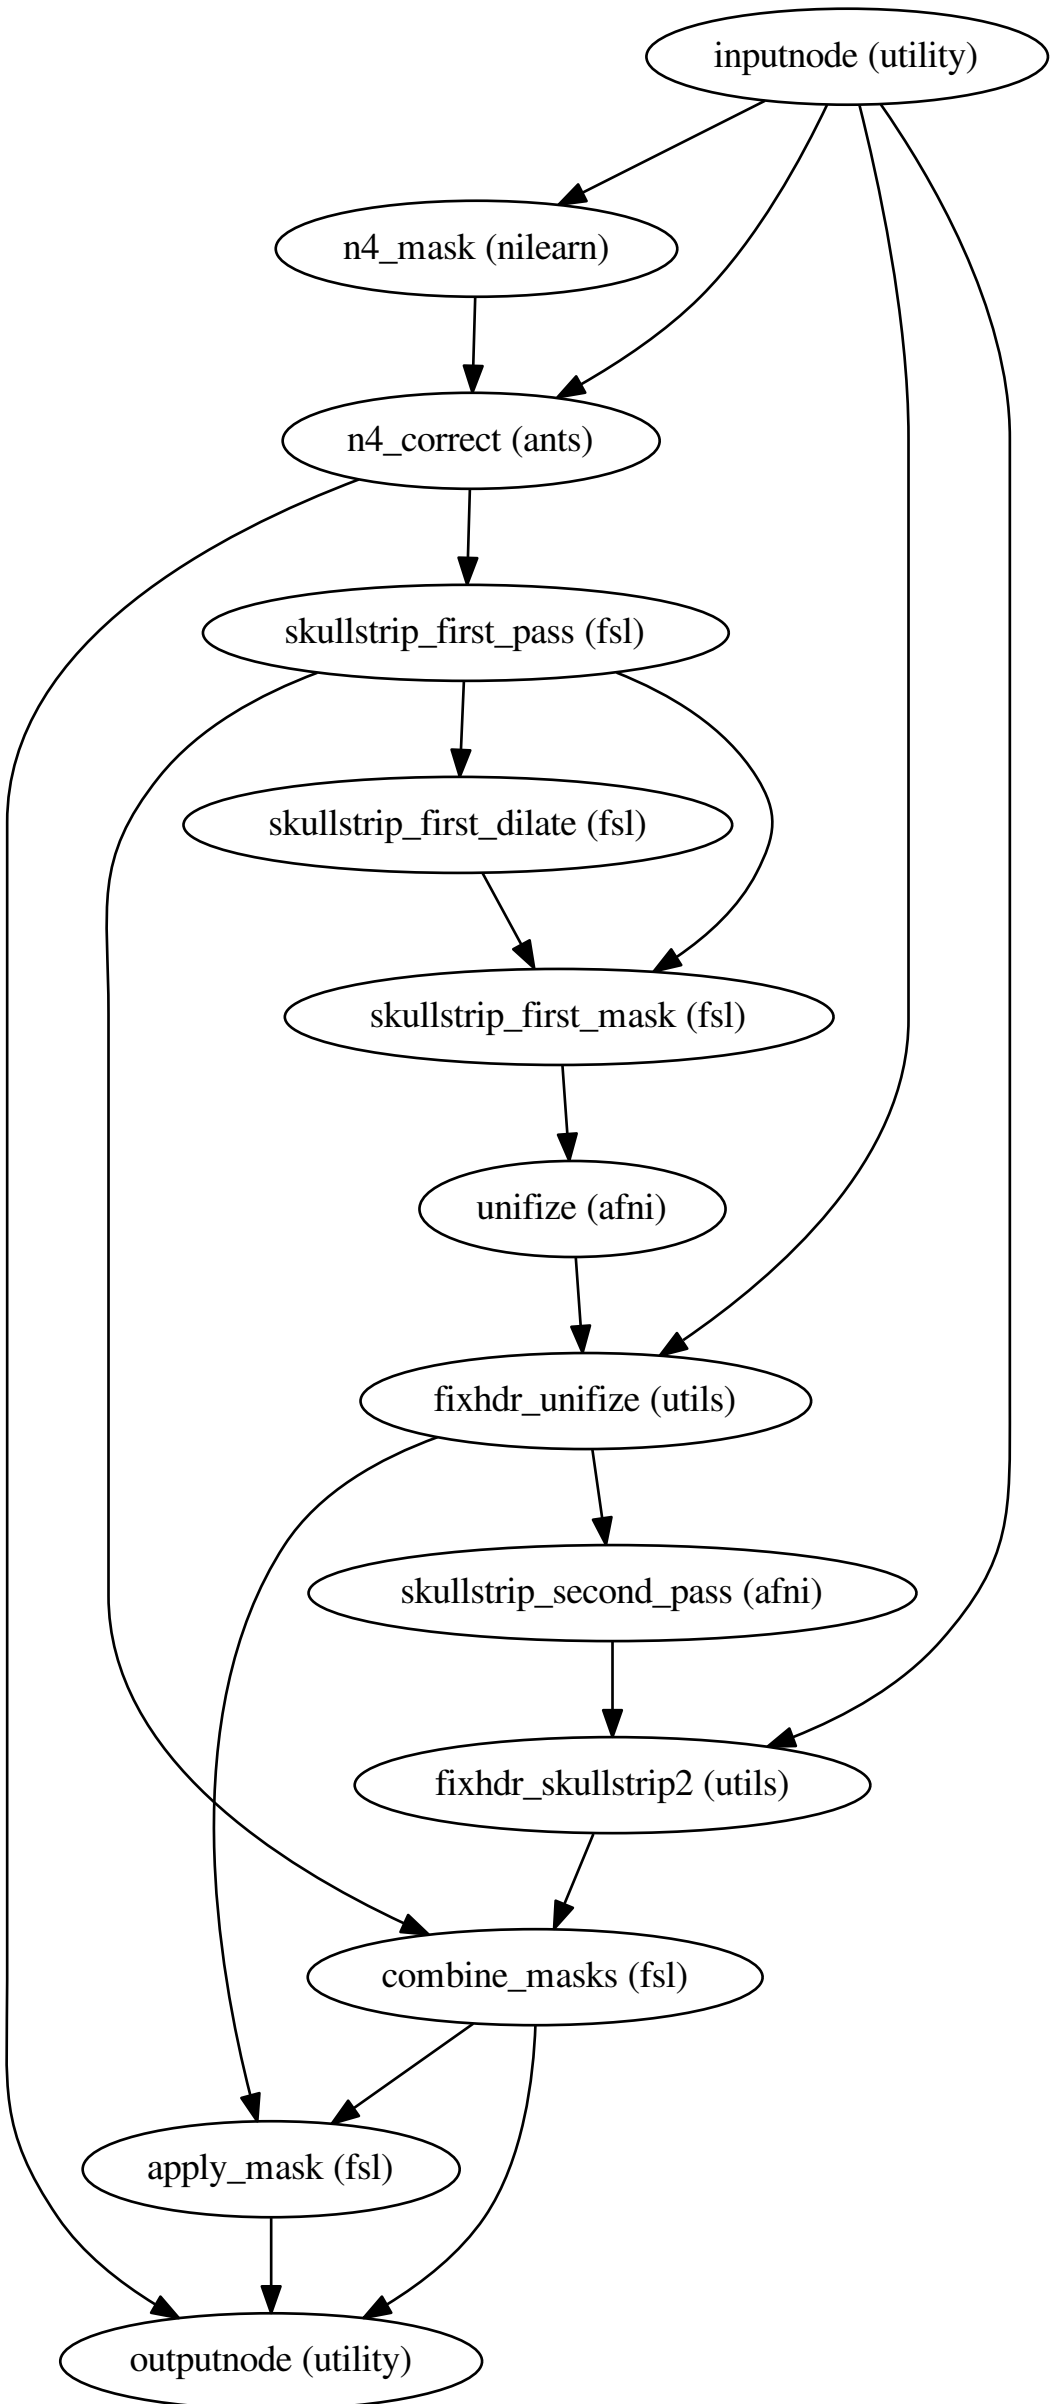 inputnode (utility)
n4_mask (nilearn)
n4_correct (ants)
skullstrip_first_pass (fsl)
skullstrip_first_dilate (fsl)
skullstrip_first_mask (fsl)
unifize (afni)
fixhdr_unifize (utils)
skullstrip_second_pass (afni)
fixhdr_skullstrip2 (utils)
combine_masks (fsl)
apply_mask (fsl)
outputnode (utility)